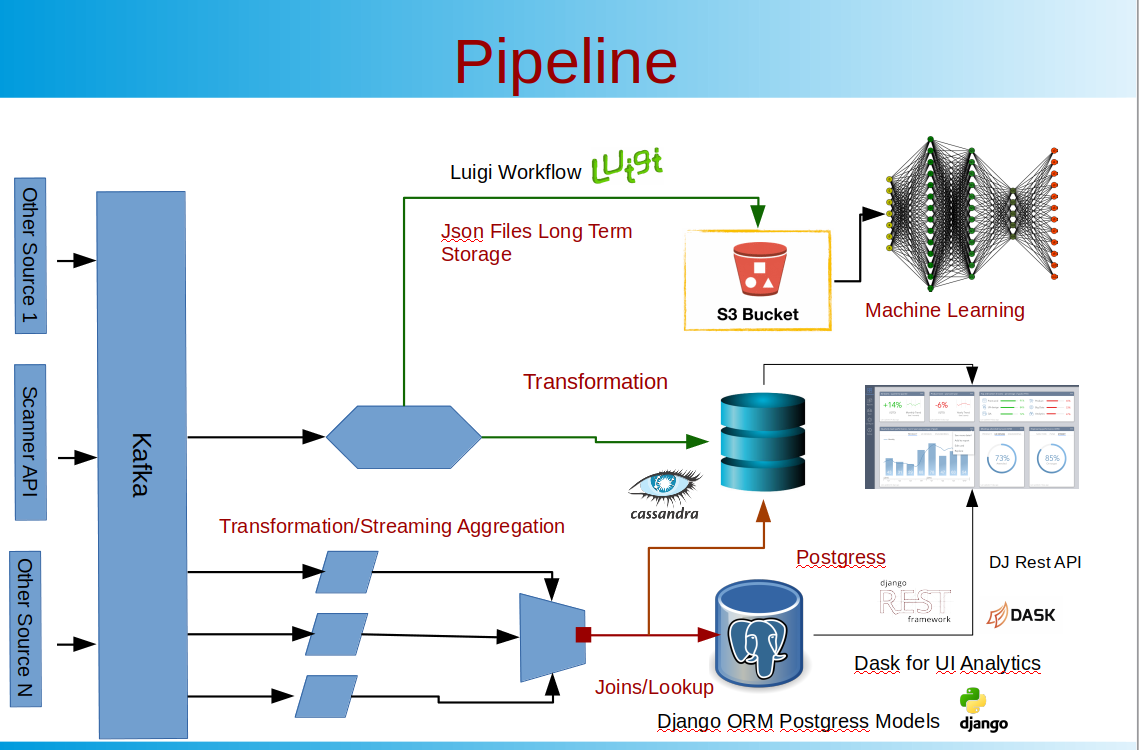 Pipeline
Other Source 1
Scanner API
Other Source N
Kafka
Luigi Workflow
LUigi
Json Files Long Term
Storage
S3 Bucket
Machine Learning
Transformation
+14%
-6%
73%
85%
cassandra
Transformation/Streaming Aggregation
Postgress
DJ Rest API
django
REST
framework
DASK
Dask for UI Analytics
Joins/Lookup
Django ORM Postgress Models
django